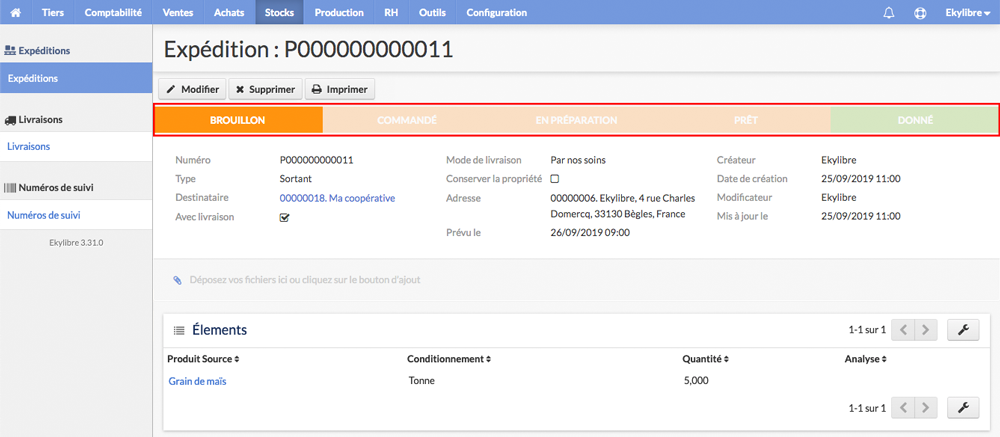 Tiers Comptabilité Ventes Achats Stocks Production RH Outils Configuration Ekylibre
Expéditions
Expéditions
Livraisons
Livraisons
Numéros de suivi
Numéros de suivi
Ekylibre 3.31.0
Expédition : P000000000011
Modifier Supprimer Imprimer
BROUILLON COMMANDÉ EN PRÉPARATION PRÊT DONNÉ
Numéro P000000000011
Type Sortant
Destinataire 00000018. Ma coopérative
Avec livraison
Mode de livraison Par nos soins
Conserver la propriété
Adresse 00000006. Ekylibre, 4 rue Charles
Domercq, 33130 Bègles, France
Prévu le 26/09/2019 09:00
Créateur Ekylibre
Date de création 25/09/2019 11:00
Modificateur Ekylibre
Mis à jour le 25/09/2019 11:00
Déposez vos fichiers ici ou cliquez sur le bouton d'ajout
Élements 1-1 sur 1
Produit Source Conditionnement Quantité Analyse
Grain de maïs Tonne 5,000
1-1 sur 1